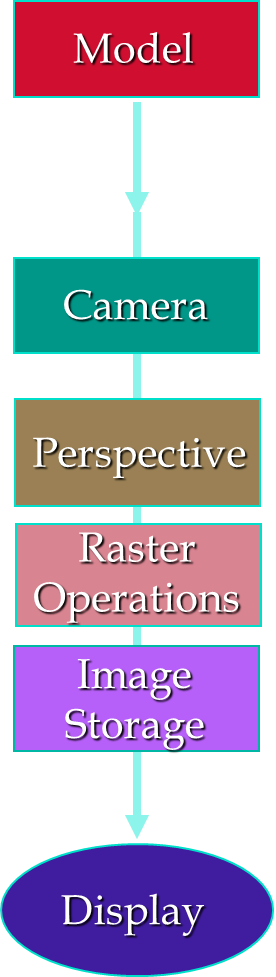 Model
Camera
Perspective
Raster
Operations
Image
Storage
Display